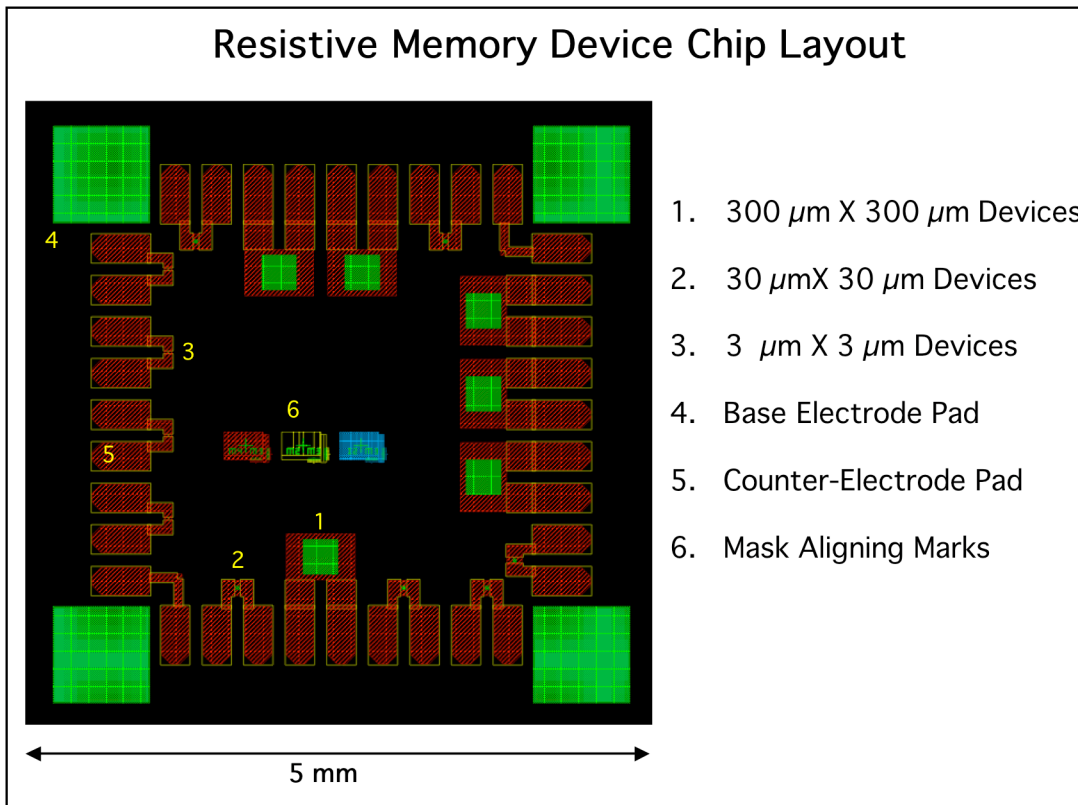 Resistive Memory Device Chip Layout
1. 300 µm X 300 µm Devices
2. 30 µmX 30 µm Devices
3. 3 µm X 3 µm Devices
4. Base Electrode Pad
5. Counter-Electrode Pad
6. Mask Aligning Marks
4
3
6
5
1
2
5 mm